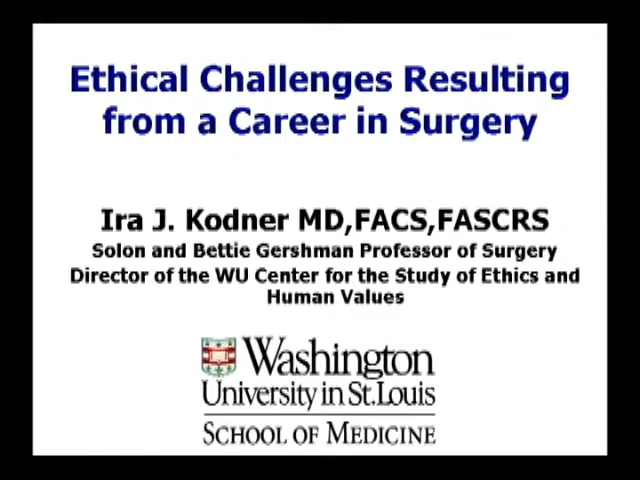 Ethical Challenges Resulting
from a Career in Surgery
Ira J. Kodner MD,FACS,FASCRS
Solon and Bettie Gershman Professor of Surgery
Director of the WU Center for the Study of Ethics and
Human Values
Washington
University in St. Louis
SCHOOL OF MEDICINE